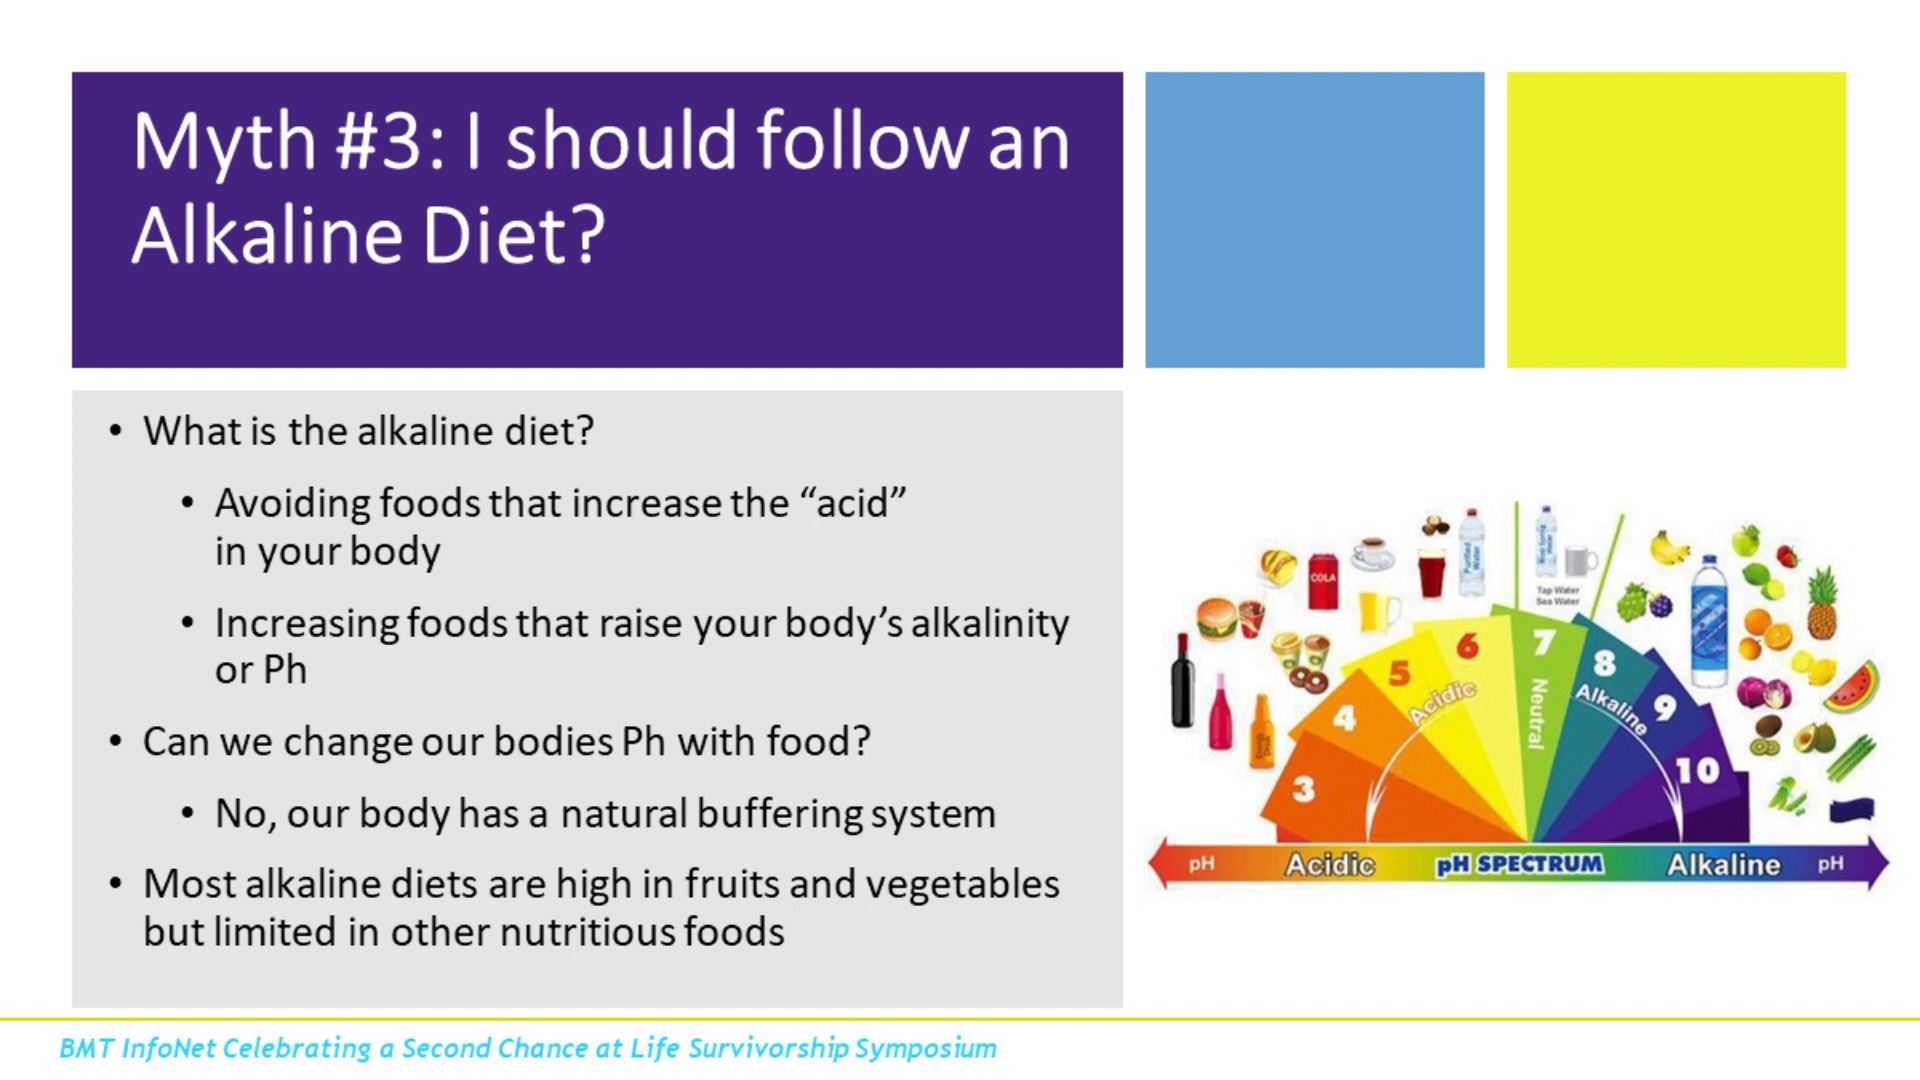 Myth #3: I should follow an
Alkaline Diet?
• What is the alkaline diet?
• Avoiding foods that increase the “acid”
in your body
• Increasing foods that raise your body’s alkalinity
or Ph
• Can we change our bodies Ph with food?
• No, our body has a natural buffering system
• Most alkaline diets are high in fruits and vegetables
but limited in other nutritious foods
COLA
Purified
Water
Tap Water
Sea Water
3
4
5
6
7
8
9
10
Acidic
Neutral
Alkaline
pH Acidic pH SPECTRUM Alkaline pH
BMT InfoNet Celebrating a Second Chance at Life Survivorship Symposium